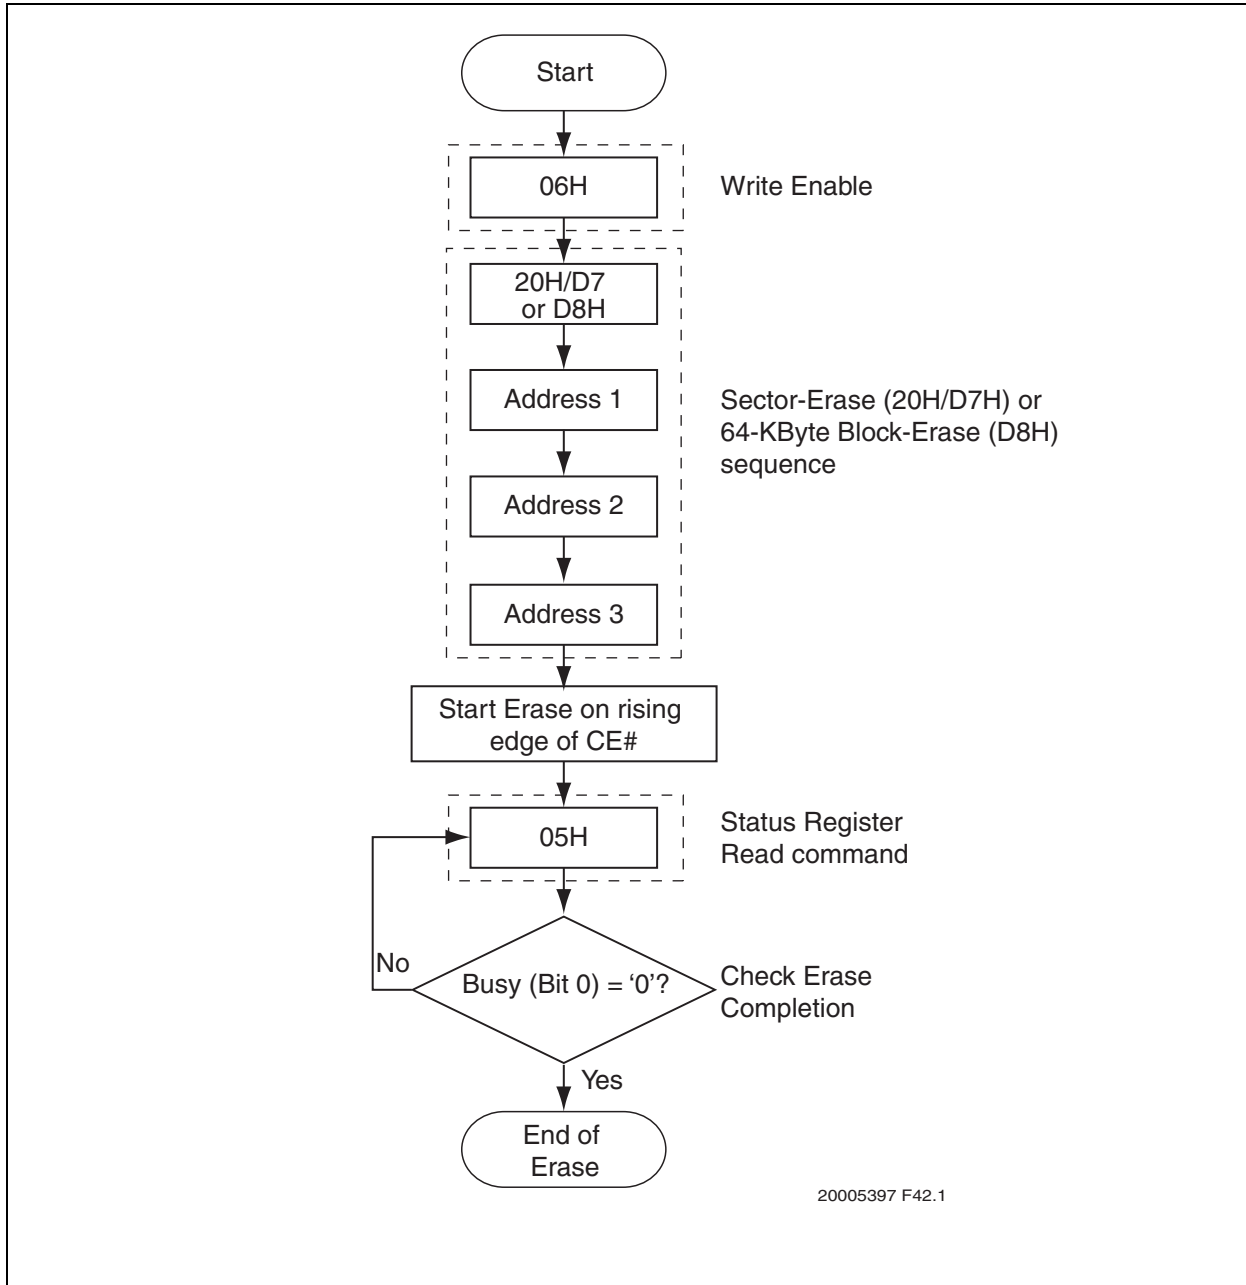 Start
06H
Write Enable
20H/D7
or D8H
Address 1
Sector-Erase (20H/D7H) or
64-KByte Block-Erase (D8H)
sequence
Address 2
Address 3
Start Erase on rising
edge of CE#
05H
Status Register
Read command
No
Busy (Bit 0) = ‘0’?
Check Erase
Completion
Yes
End of
Erase
20005397 F42.1